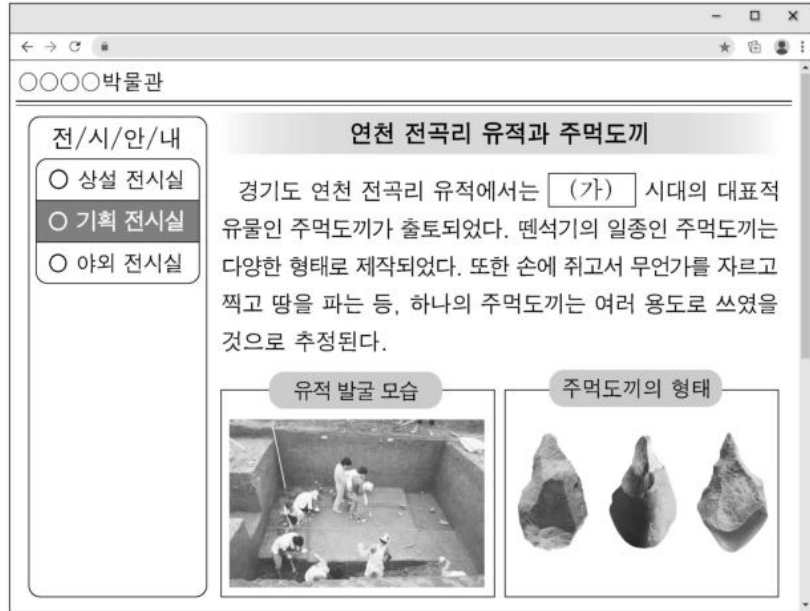 ○○○○박물관
전/시/안/내
○ 상설 전시실
○ 기획 전시실
○ 야외 전시실
연천 전곡리 유적과 주먹도끼
경기도 연천 전곡리 유적에서는 (가) 시대의 대표적
유물인 주먹도끼가 출토되었다. 뗀석기의 일종인 주먹도끼는
다양한 형태로 제작되었다. 또한 손에 쥐고서 무언가를 자르고
찍고 땅을 파는 등, 하나의 주먹도끼는 여러 용도로 쓰였을
것으로 추정된다.
유적 발굴 모습
주먹도끼의 형태